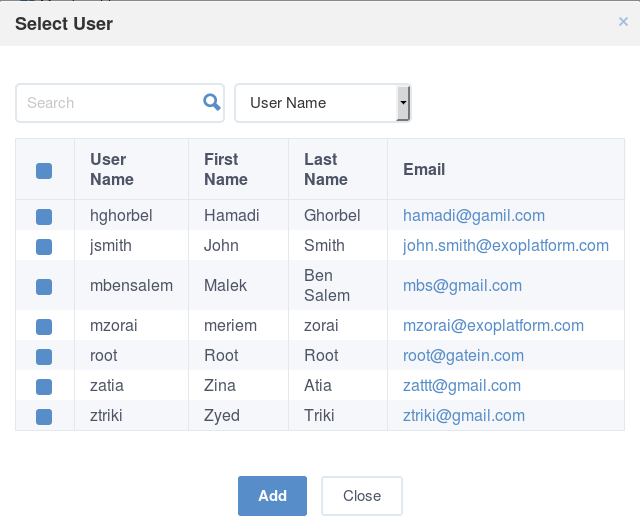 Select User ×
Search User Name
User Name First Name Last Name Email
hghorbel Hamadi Ghorbel hamadi@gamil.com
jsmith John Smith john.smith@exoplatform.com
mbensalem Malek Ben Salem mbs@gmail.com
mzorai meriem zorai mzorai@exoplatform.com
root Root Root root@gatein.com
zatia Zina Atia zattt@gmail.com
ztriki Zyed Triki ztriki@gmail.com
Add Close